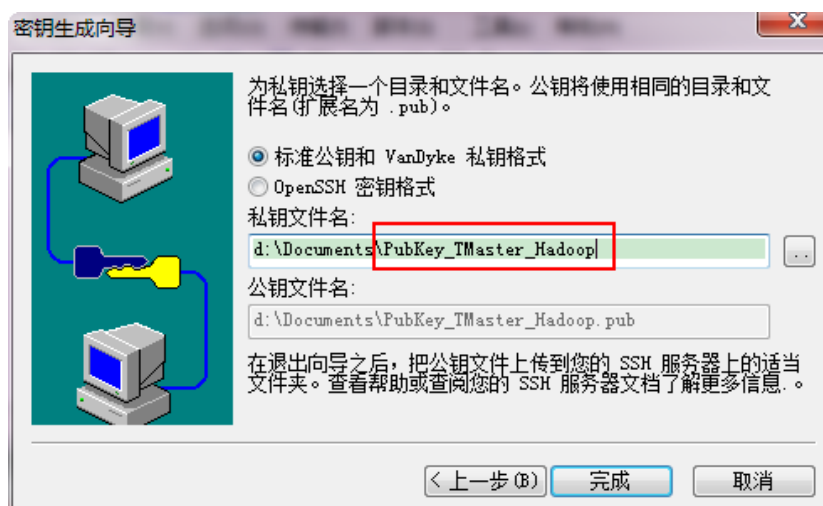 密钥生成向导
为私钥选择一个目录和文件名。公钥将使用相同的目录和文
件名(扩展名为 .pub)。
标准公钥和 VanDyke 私钥格式
OpenSSH 密钥格式
私钥文件名:
d:\Documents\PubKey_TMaster_Hadoop
..
公钥文件名:
d:\Documents\PubKey_TMaster_Hadoop.pub
在退出向导之后，把公钥文件上传到您的 SSH 服务器上的适当
文件夹。查看帮助或查阅您的 SSH 服务器文档了解更多信息.。
<上一步(B) 完成 取消